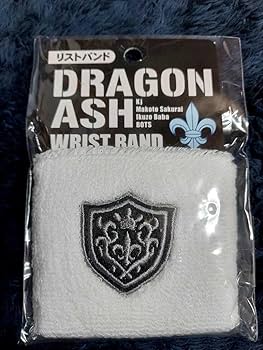 リストバンド
DRAGON
ASH
Kj
Makoto Sakurai
Ikuzo Baba
BOTS
WRIST BAND